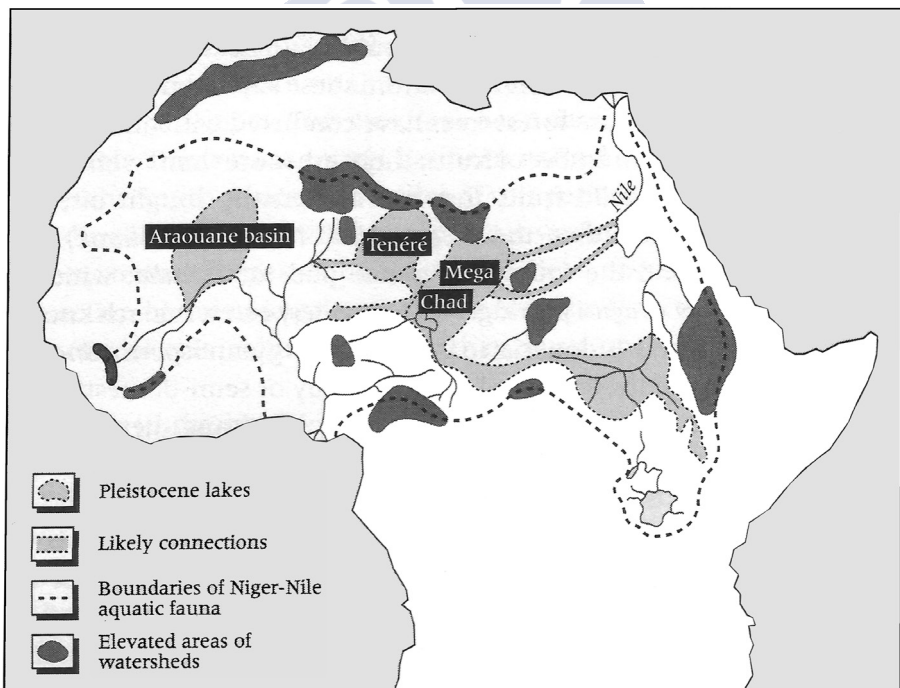 Araouane basin
Tenéré
Nile
Mega
Chad
Pleistocene lakes
Likely connections
Boundaries of Niger-Nile
aquatic fauna
Elevated areas of
watersheds